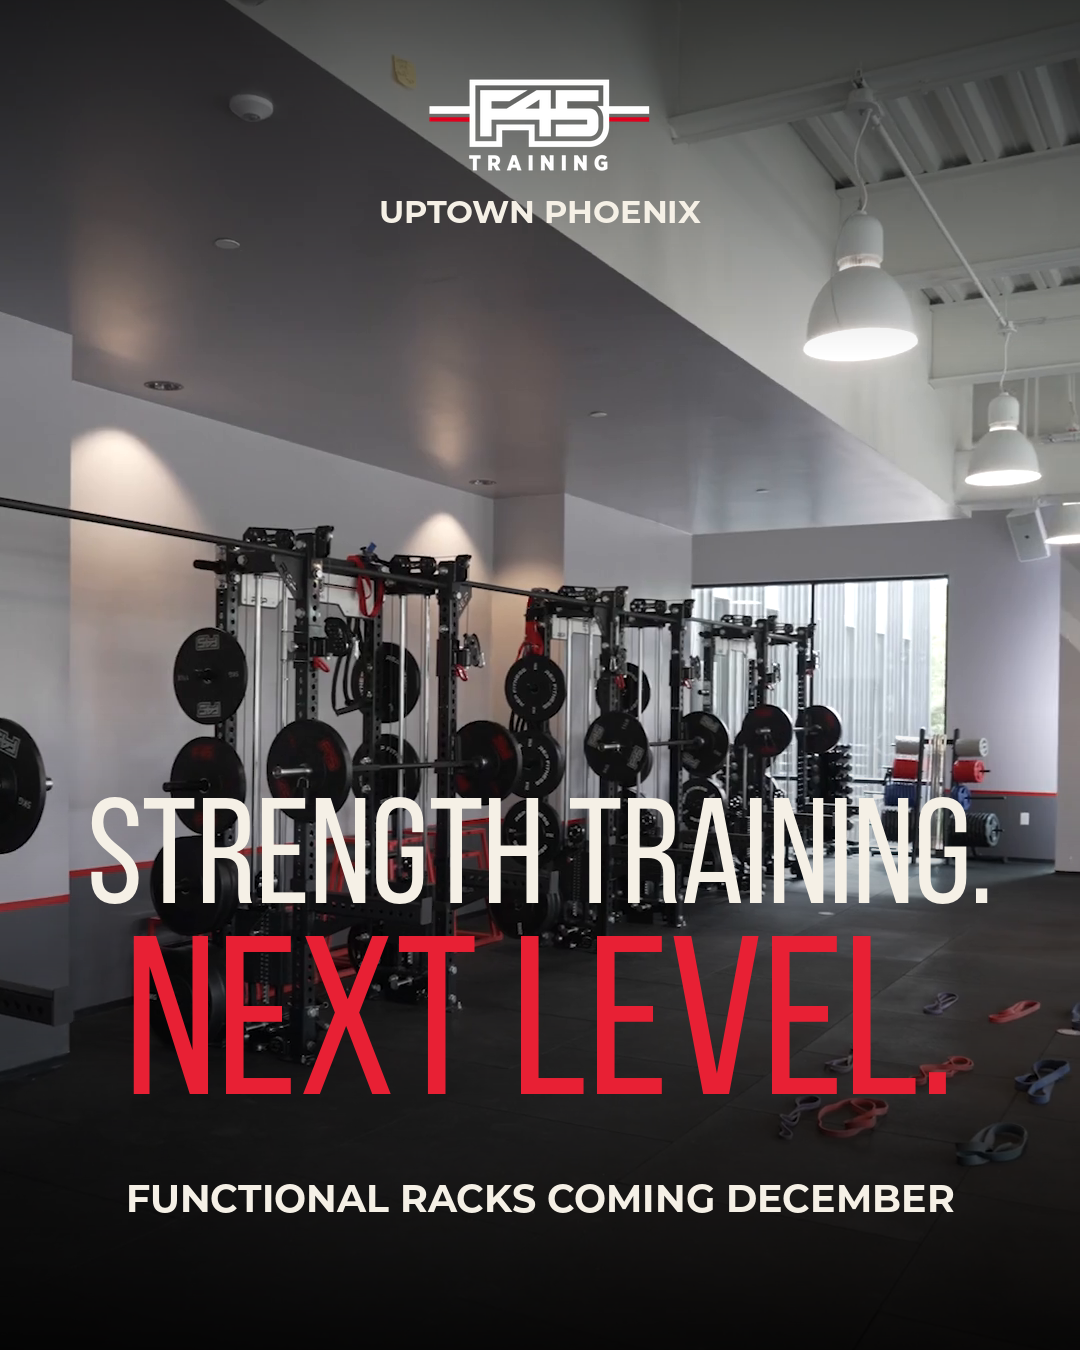 F45
TRAINING
UPTOWN PHOENIX
STRENGTH TRAINING.
NEXT LEVEL.
FUNCTIONAL RACKS COMING DECEMBER